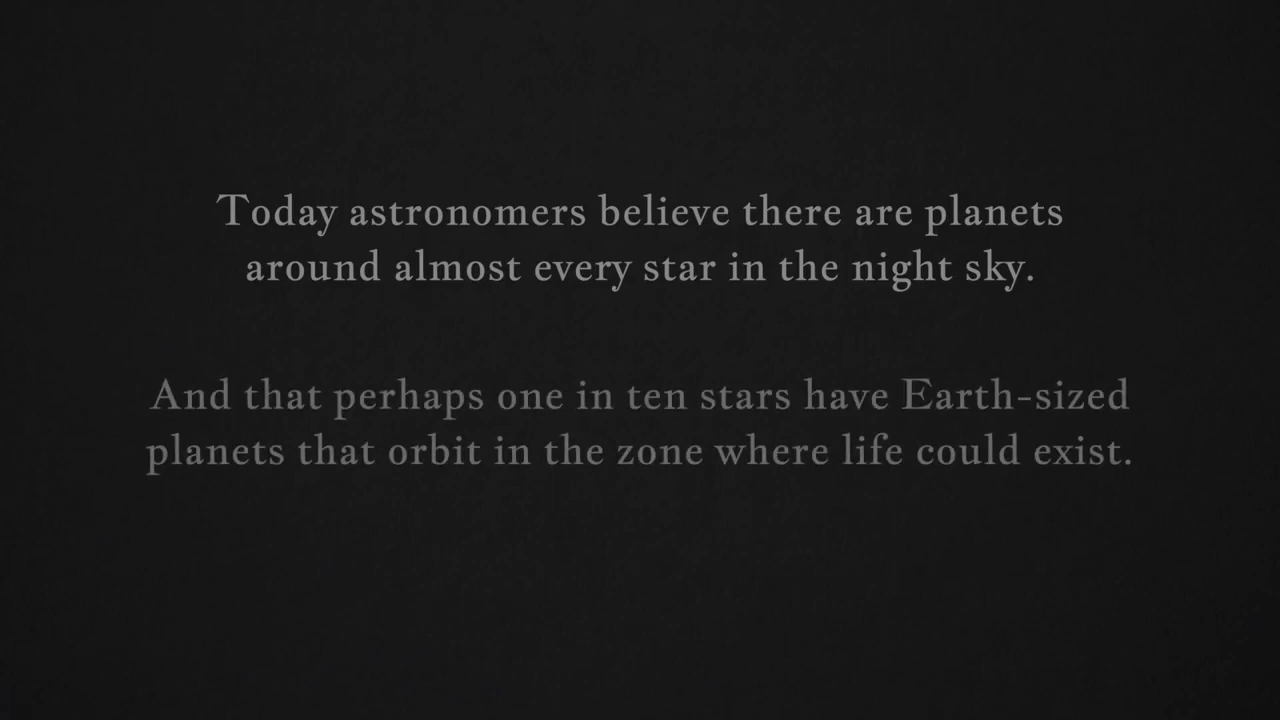 Today astronomers believe there are planets
around almost every star in the night sky.
And that perhaps one in ten stars have Earth-sized
planets that orbit in the zone where life could exist.